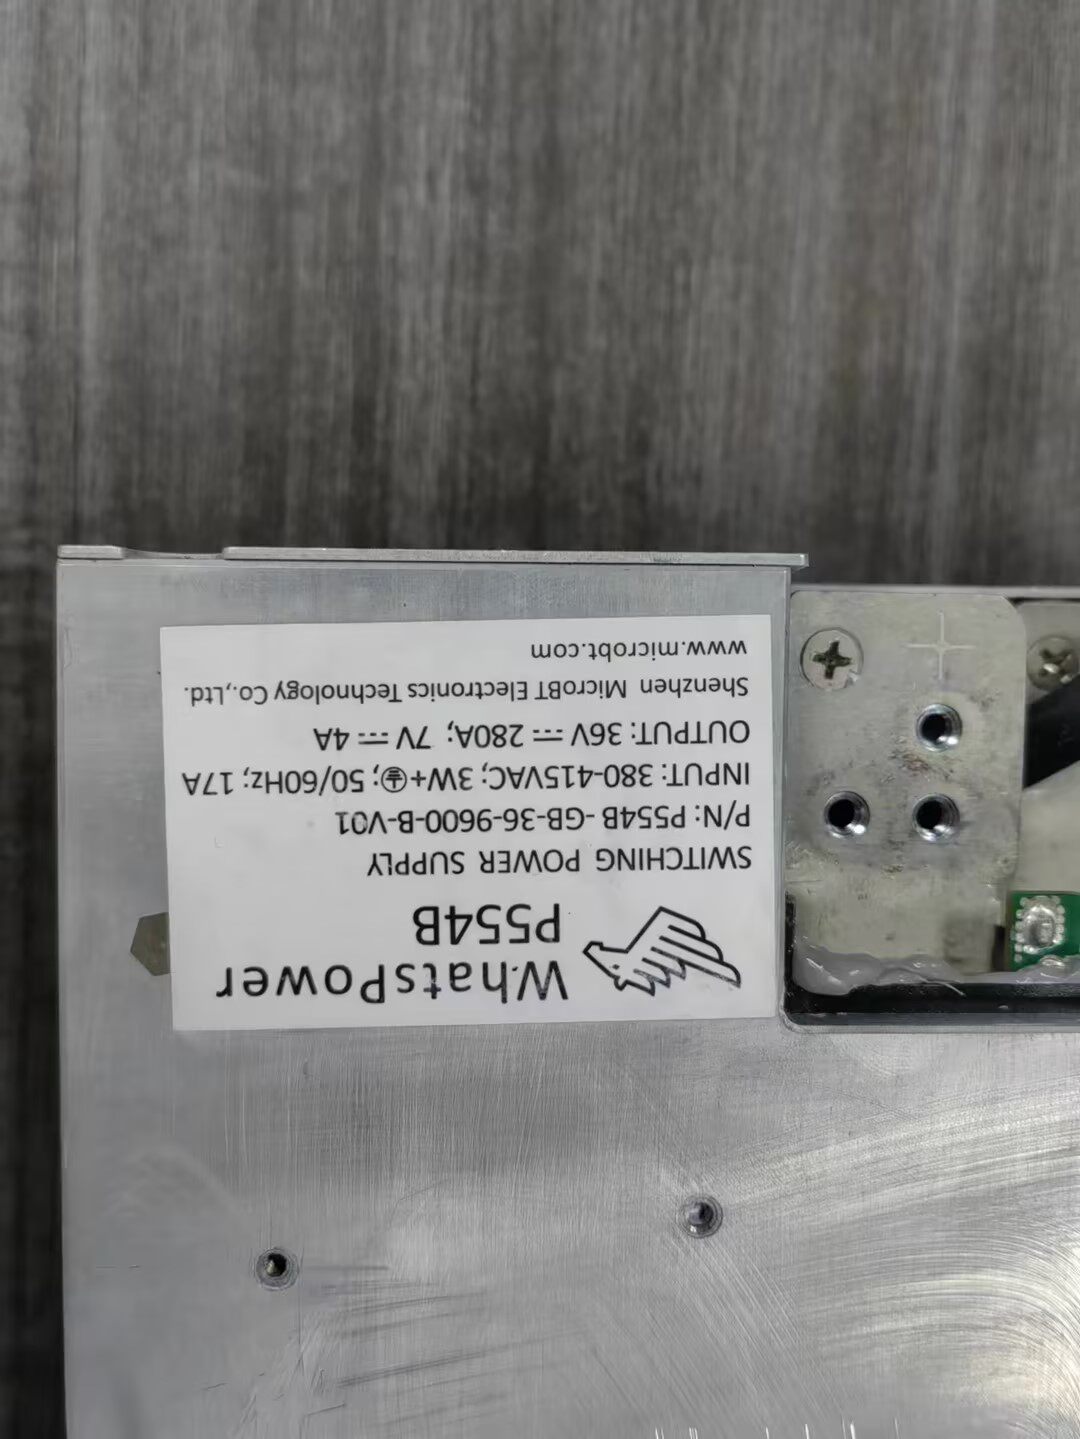 WhatsPower
P554B
SWITCHING POWER SUPPLY
P/N: P554B-GB-36-9600-B-V01
INPUT: 380-415VAC; 3W+⏚; 50/60Hz; 17A
OUTPUT: 36V ⎓ 280A; 7V ⎓ 4A
Shenzhen MicroBT Electronics Technology Co.,Ltd.
www.microbt.com